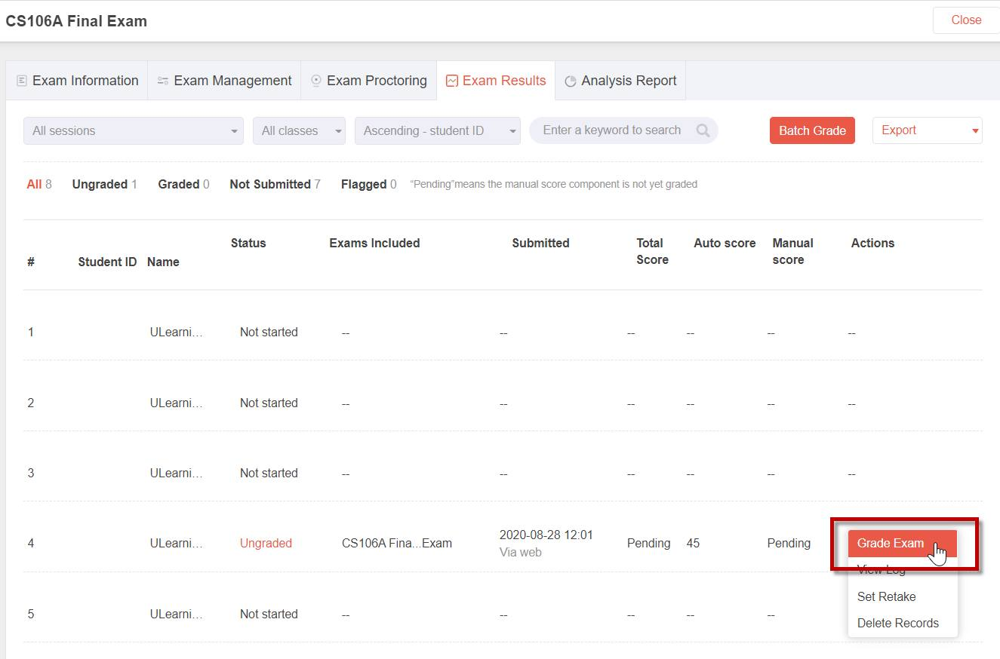 CS106A Final Exam
Close
Exam Information
Exam Management
Exam Proctoring
Exam Results
Analysis Report
All sessions
All classes
Ascending - student ID
Enter a keyword to search
Batch Grade
Export
All 8 Ungraded 1 Graded 0 Not Submitted 7 Flagged 0 “Pending”means the manual score component is not yet graded
# Student ID Name Status Exams Included Submitted Total Score Auto score Manual score Actions
1 ULearni... Not started -- -- -- -- -- --
2 ULearni... Not started -- -- -- -- -- --
3 ULearni... Not started -- -- -- -- -- --
4 ULearni... Ungraded CS106A Fina...Exam 2020-08-28 12:01 Via web Pending 45 Pending Grade Exam
View Log
Set Retake
Delete Records
5 ULearni... Not started -- -- -- -- --